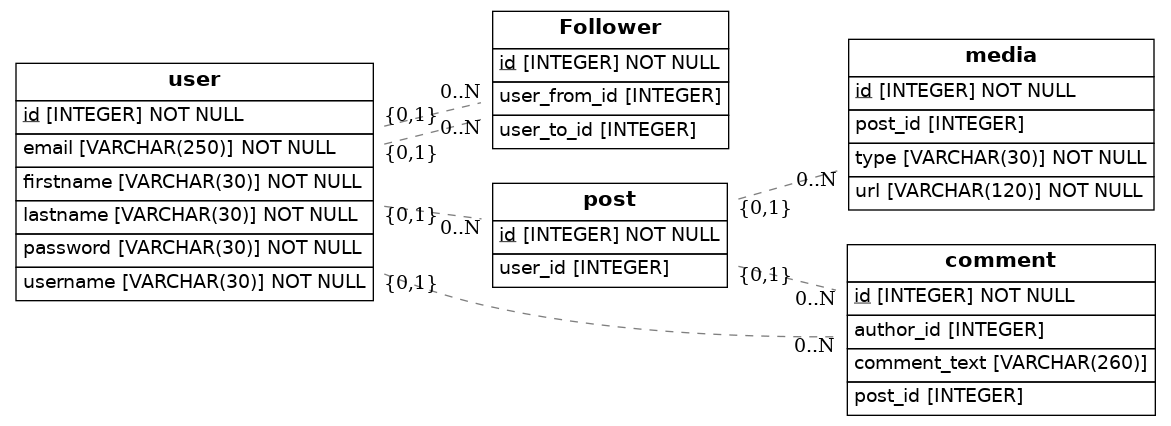 user
id [INTEGER] NOT NULL
email [VARCHAR(250)] NOT NULL
firstname [VARCHAR(30)] NOT NULL
lastname [VARCHAR(30)] NOT NULL
password [VARCHAR(30)] NOT NULL
username [VARCHAR(30)] NOT NULL
{0,1}
0..N
{0,1}
0..N
{0,1}
0..N
{0,1}
0..N
Follower
id [INTEGER] NOT NULL
user_from_id [INTEGER]
user_to_id [INTEGER]
post
id [INTEGER] NOT NULL
user_id [INTEGER]
{0,1}
0..N
{0,1}
0..N
media
id [INTEGER] NOT NULL
post_id [INTEGER]
type [VARCHAR(30)] NOT NULL
url [VARCHAR(120)] NOT NULL
comment
id [INTEGER] NOT NULL
author_id [INTEGER]
comment_text [VARCHAR(260)]
post_id [INTEGER]